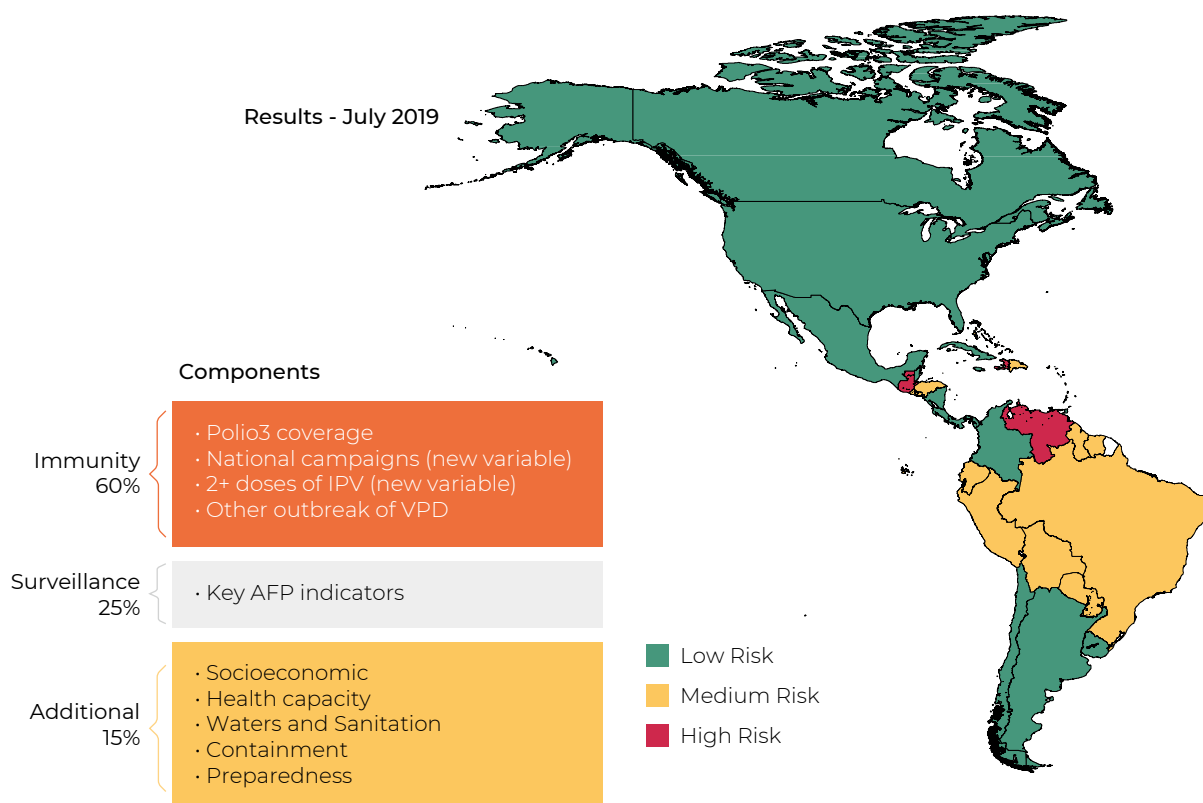 Results - July 2019
Components
Immunity
60%
· Polio3 coverage
· National campaigns (new variable)
· 2+ doses of IPV (new variable)
· Other outbreak of VPD
Surveillance
25%
· Key AFP indicators
Additional
15%
· Socioeconomic
· Health capacity
· Waters and Sanitation
· Containment
· Preparedness
Low Risk
Medium Risk
High Risk